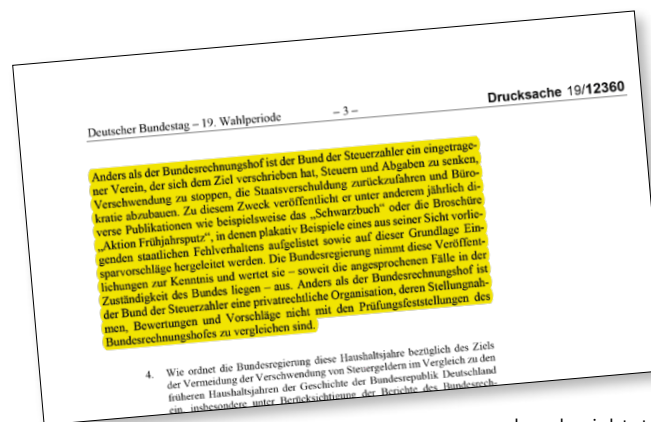 Deutscher Bundestag – 19. Wahlperiode – 3 – Drucksache 19/12360
Anders als der Bundesrechnungshof ist der Bund der Steuerzahler ein eingetrage-
ner Verein, der sich dem Ziel verschrieben hat, Steuern und Abgaben zu senken,
Verschwendung zu stoppen, die Staatsverschuldung zurückzufahren und Büro-
kratie abzubauen. Zu diesem Zweck veröffentlicht er unter anderem jährlich di-
verse Publikationen wie beispielsweise das „Schwarzbuch“ oder die Broschüre
„Aktion Frühjahrsputz“, in denen plakativ Beispiele eines aus seiner Sicht vorlie-
genden staatlichen Fehlverhaltens aufgelistet sowie auf dieser Grundlage Ein-
sparvorschläge hergeleitet werden. Die Bundesregierung nimmt diese Veröffent-
lichungen zur Kenntnis und wertet sie – soweit die angesprochenen Fälle in der
Zuständigkeit des Bundes liegen – aus. Anders als der Bundesrechnungshof ist
der Bund der Steuerzahler eine privatrechtliche Organisation, deren Stellungnah-
men, Bewertungen und Vorschläge nicht mit den Prüfungsfeststellungen des
Bundesrechnungshofes zu vergleichen sind.
4. Wie ordnet die Bundesregierung diese Haushaltsjahre bezüglich des Ziels
der Vermeidung der Verschwendung von Steuergeldern im Vergleich zu den
früheren Haushaltsjahren der Geschichte der Bundesrepublik Deutschland
ein, insbesondere unter Berücksichtigung der Berichte des Bundesrech-